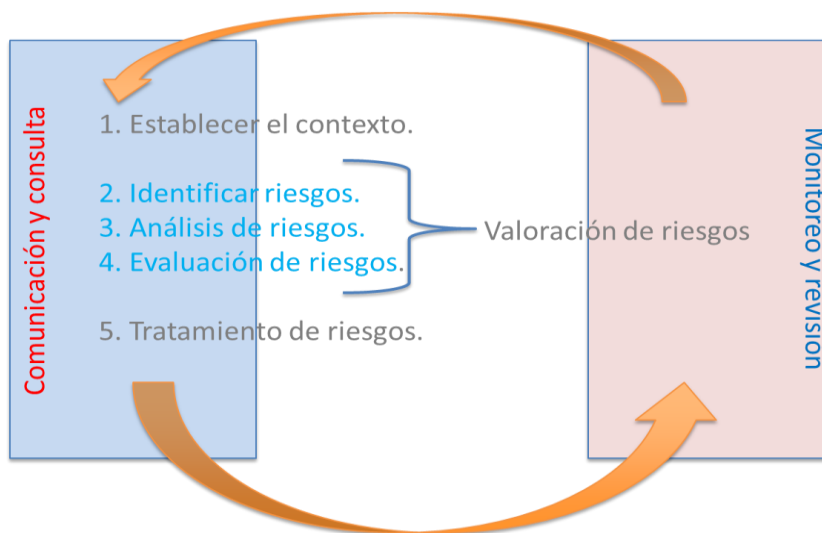 Comunicación y consulta
1. Establecer el contexto.
2. Identificar riesgos.
3. Análisis de riesgos.
4. Evaluación de riesgos.
Valoración de riesgos
5. Tratamiento de riesgos.
Monitoreo y revision